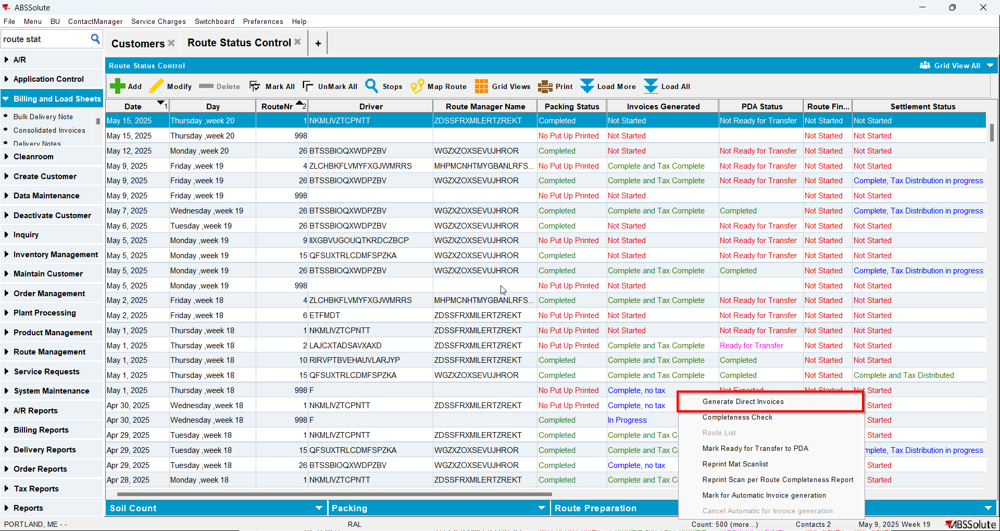 ABSSolute
File Menu BU ContactManager Service Charges Switchboard Preferences Help
route stat
Customers Route Status Control +
A/R
Application Control
Billing and Load Sheets
Bulk Delivery Note
Consolidated Invoices
Delivery Notes
Cleanroom
Create Customer
Data Maintenance
Deactivate Customer
Inquiry
Inventory Management
Maintain Customer
Order Management
Plant Processing
Product Management
Route Management
Service Requests
System Maintenance
A/R Reports
Billing Reports
Delivery Reports
Order Reports
Tax Reports
Reports
Route Status Control Grid View All
Add Modify Delete Mark All UnMark All Stops Map Route Grid Views Print Load More Load All
Date 1 Day RouteNr 2 Driver Route Manager Name Packing Status Invoices Generated PDA Status Route Fin... Settlement Status
May 15, 2025 Thursday ,week 20 1 NKMLIVZTCPNTT ZDSSFRXMILERTZREKT Completed Not Started Not Ready for Transfer Not Started Not Started
May 15, 2025 Thursday ,week 20 998 No Put Up Printed Not Started Not Started Not Started
May 12, 2025 Monday ,week 20 26 BTSSBIOQXWDPZBV WGZXZOXSEVUJHROR Completed Not Started Not Ready for Transfer Not Started Not Started
May 9, 2025 Friday ,week 19 4 ZLCHBKFLVMYFXGJWMRRS MHPMCNHTMYGBANLRFS... No Put Up Printed Complete and Tax Complete Not Ready for Transfer Not Started Not Started
May 9, 2025 Friday ,week 19 26 BTSSBIOQXWDPZBV WGZXZOXSEVUJHROR Completed Complete and Tax Complete Not Ready for Transfer Not Started Complete, Tax Distribution in progress
May 9, 2025 Friday ,week 19 998 No Put Up Printed Not Started Not Started Not Started
May 7, 2025 Wednesday ,week 19 26 BTSSBIOQXWDPZBV WGZXZOXSEVUJHROR Completed Complete and Tax Complete Completed Not Started Complete, Tax Distribution in progress
May 6, 2025 Tuesday ,week 19 26 BTSSBIOQXWDPZBV WGZXZOXSEVUJHROR Completed Not Started Not Ready for Transfer Not Started Not Started
May 5, 2025 Monday ,week 19 9 IIXGBVUGOUQTKRDCZBCP WGZXZOXSEVUJHROR No Put Up Printed Not Started Not Ready for Transfer Not Started Not Started
May 5, 2025 Monday ,week 19 15 QFSUXTRLCDMFSPZKA WGZXZOXSEVUJHROR Completed Not Started Not Ready for Transfer Not Started Not Started
May 5, 2025 Monday ,week 19 26 BTSSBIOQXWDPZBV WGZXZOXSEVUJHROR Completed Complete and Tax Complete Completed Not Started Complete, Tax Distribution in progress
May 5, 2025 Monday ,week 19 998 No Put Up Printed Not Started Not Started Not Started
May 2, 2025 Friday ,week 18 4 ZLCHBKFLVMYFXGJWMRRS MHPMCNHTMYGBANLRFS... Completed Complete and Tax Complete Not Ready for Transfer Not Started Not Started
May 2, 2025 Friday ,week 18 6 ETFMDT ZDSSFRXMILERTZREKT No Put Up Printed Not Started Not Ready for Transfer Not Started Not Started
May 1, 2025 Thursday ,week 18 1 NKMLIVZTCPNTT ZDSSFRXMILERTZREKT No Put Up Printed Not Started Not Ready for Transfer Not Started Not Started
May 1, 2025 Thursday ,week 18 2 LAJCXTADSAVXAXD ZDSSFRXMILERTZREKT No Put Up Printed Complete and Tax Complete Ready for Transfer Not Started Not Started
May 1, 2025 Thursday ,week 18 10 RIRVPTBVEHAUVLARJYP ZDSSFRXMILERTZREKT Completed Complete and Tax Complete Completed Not Started Not Started
May 1, 2025 Thursday ,week 18 15 QFSUXTRLCDMFSPZKA WGZXZOXSEVUJHROR Completed Complete and Tax Complete Completed Not Started Complete and Tax Distributed
May 1, 2025 Thursday ,week 18 998 F No Put Up Printed Complete, no tax Not Exported Not Started Not Started
Apr 30, 2025 Wednesday ,week 18 1 NKMLIVZTCPNTT ZDSSFRXMILERTZREKT No Put Up Printed Complete, no tax Started
Apr 30, 2025 Wednesday ,week 18 998 F Completed In Progress Started
Apr 29, 2025 Tuesday ,week 18 1 NKMLIVZTCPNTT ZDSSFRXMILERTZREKT Completed Complete and Tax C Started
Apr 29, 2025 Tuesday ,week 18 15 QFSUXTRLCDMFSPZKA WGZXZOXSEVUJHROR Completed Complete and Tax C mplete, Tax Distribution in progress
Apr 29, 2025 Tuesday ,week 18 26 BTSSBIOQXWDPZBV WGZXZOXSEVUJHROR Completed Complete, no tax Started
Apr 28, 2025 Monday ,week 18 1 NKMLIVZTCPNTT ZDSSFRXMILERTZREKT Completed Complete and Tax C Started
Generate Direct Invoices
Completeness Check
Route List
Mark Ready for Transfer to PDA
Reprint Mat Scanlist
Reprint Scan per Route Completeness Report
Mark for Automatic Invoice generation
Cancel Automatic for Invoice generation
Soil Count Packing Route Preparation
PORTLAND, ME - - RAL Count: 500 (more...) Contacts 2 May 9, 2025 Week 19 ABSSolute